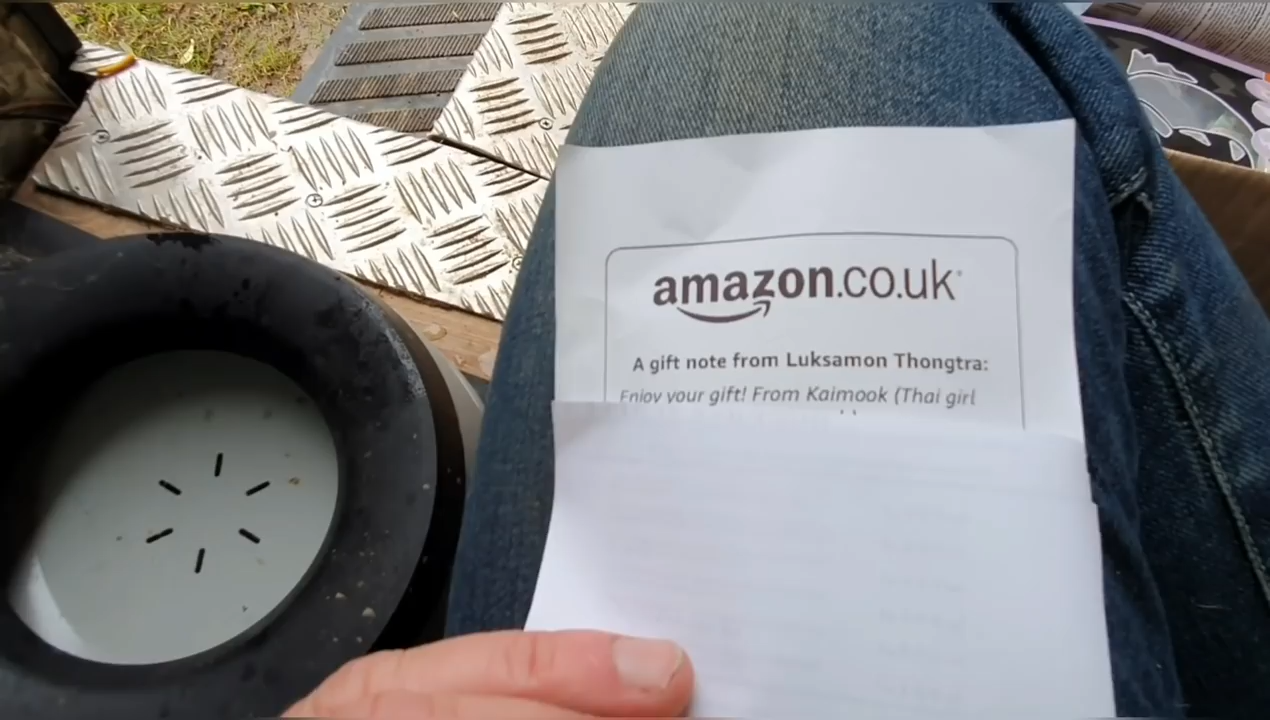 amazon.co.uk
A gift note from Luksamon Thongtra:
Enjoy your gift! From Kaimook (Thai girl